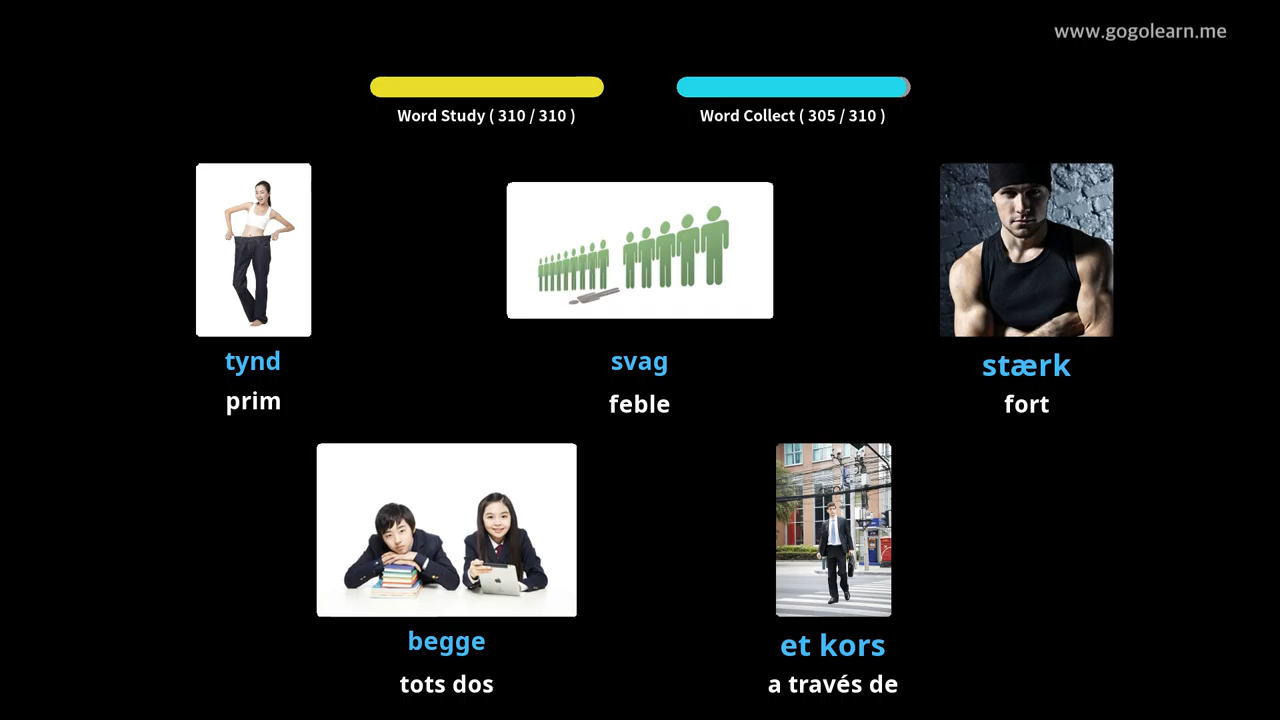 www.gogolearn.me
Word Study ( 310 / 310 )
Word Collect ( 305 / 310 )
tynd
prim
svag
feble
stærk
fort
begge
tots dos
et kors
a través de